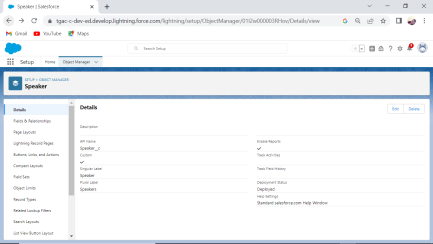 Speaker | Salesforce
tgac-c-dev-ed.develop.lightning.force.com/lightning/setup/ObjectManager/01I2w000003RHov/Details/view
Gmail
YouTube
Maps
Search Setup
Setup
Home
Object Manager
SETUP > OBJECT MANAGER
Speaker
Details
Fields & Relationships
Page Layouts
Lightning Record Pages
Buttons, Links, and Actions
Compact Layouts
Field Sets
Object Limits
Record Types
Related Lookup Filters
Search Layouts
List View Button Layout
Details
Edit
Delete
Description
API Name
Speaker__c
Custom
✓
Singular Label
Speaker
Plural Label
Speakers
Enable Reports
✓
Track Activities
Track Field History
Deployment Status
Deployed
Help Settings
Standard salesforce.com Help Window